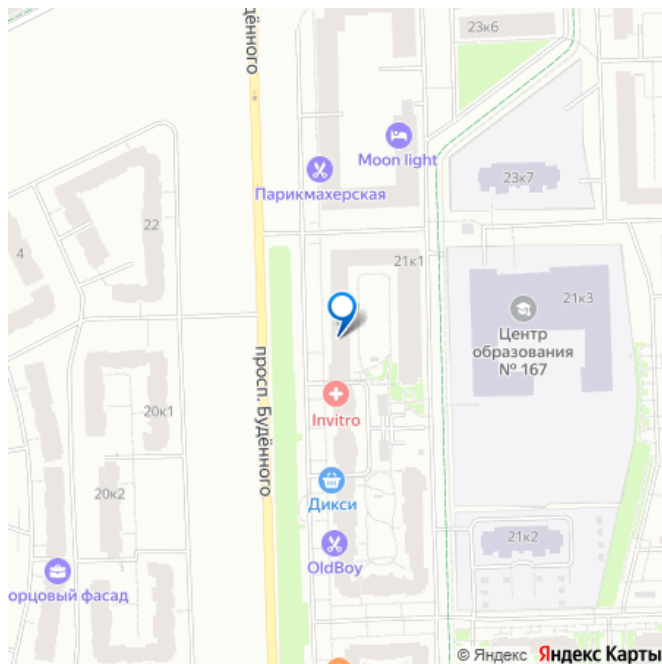 дённого
23к6
Moon light
Парикмахерская
23к7
22
4
21к1
21к3
Центр
образования
№ 167
просп. Будённого
Invitro
20к1
20к2
Дикси
21к2
OldBoy
орцовый фасад
© Яндекс Яндекс Карты